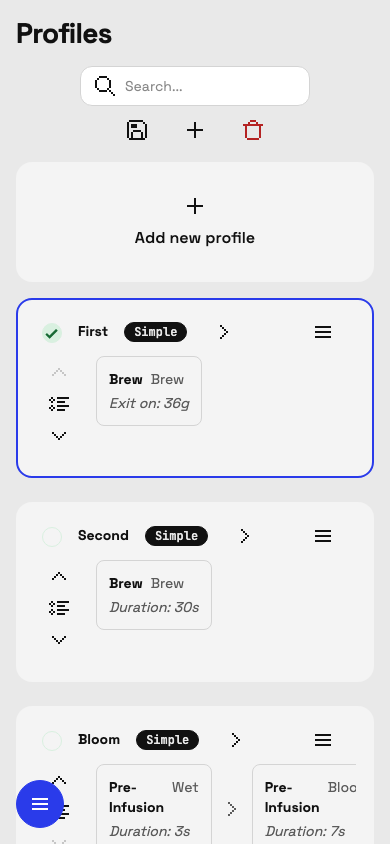 Profiles
Search...
Add new profile
First Simple
Brew Brew
Exit on: 36g
Second Simple
Brew Brew
Duration: 30s
Bloom Simple
Pre-Infusion Wet
Duration: 3s
Pre-Infusion Bloo
Duration: 7s